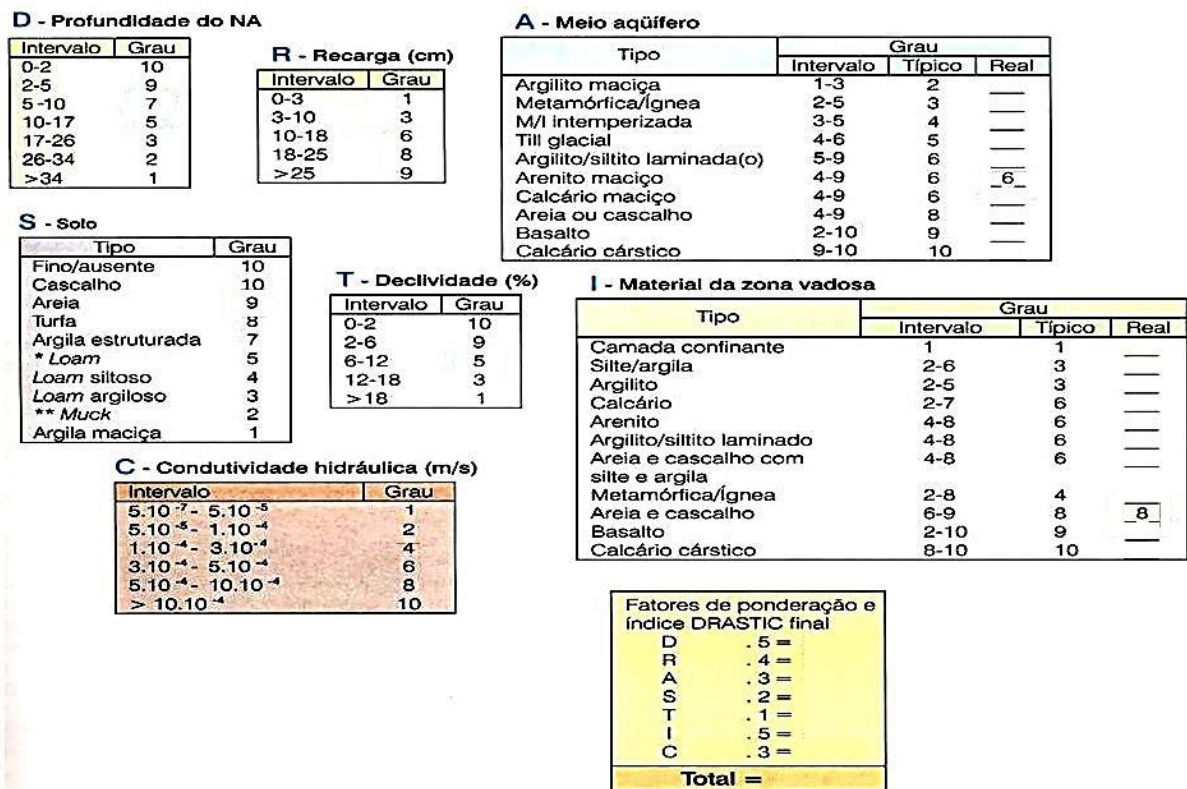 D - Profundidade do NA
Intervalo Grau
0-2 10
2-5 9
5-10 7
10-17 5
17-26 3
26-34 2
>34 1
R - Recarga (cm)
Intervalo Grau
0-3 1
3-10 3
10-18 6
18-25 8
>25 9
A - Meio aqüífero
Tipo Grau
Intervalo Típico Real
Argilito maciça 1-3 2
Metamórfica/Ígnea 2-5 3
M/I intemperizada 3-5 4
Till glacial 4-6 5
Argilito/siltito laminada(o) 5-9 6
Arenito maciço 4-9 6 _6_
Calcário maciço 4-9 6
Areia ou cascalho 4-9 8
Basalto 2-10 9
Calcário cárstico 9-10 10
S - Solo
Tipo Grau
Fino/ausente 10
Cascalho 10
Areia 9
Turfa 8
Argila estruturada 7
* Loam 5
Loam siltoso 4
Loam argiloso 3
** Muck 2
Argila maciça 1
T - Declividade (%)
Intervalo Grau
0-2 10
2-6 9
6-12 5
12-18 3
>18 1
I - Material da zona vadosa
Tipo Grau
Intervalo Típico Real
Camada confinante 1 1
Silte/argila 2-6 3
Argilito 2-5 3
Calcário 2-7 6
Arenito 4-8 6
Argilito/siltito laminado 4-8 6
Areia e cascalho com 4-8 6
silte e argila
Metamórfica/Ígnea 2-8 4
Areia e cascalho 6-9 8 _8_
Basalto 2-10 9
Calcário cárstico 8-10 10
C - Condutividade hidráulica (m/s)
Intervalo Grau
5.10⁻⁷- 5.10⁻⁵ 1
5.10⁻⁵- 1.10⁻⁴ 2
1.10⁻⁴- 3.10⁻⁴ 4
3.10⁻⁴- 5.10⁻⁴ 6
5.10⁻⁴- 10.10⁻⁴ 8
> 10.10⁻⁴ 10
Fatores de ponderação e
índice DRASTIC final
D . 5 =
R . 4 =
A . 3 =
S . 2 =
T . 1 =
I . 5 =
C . 3 =
Total =